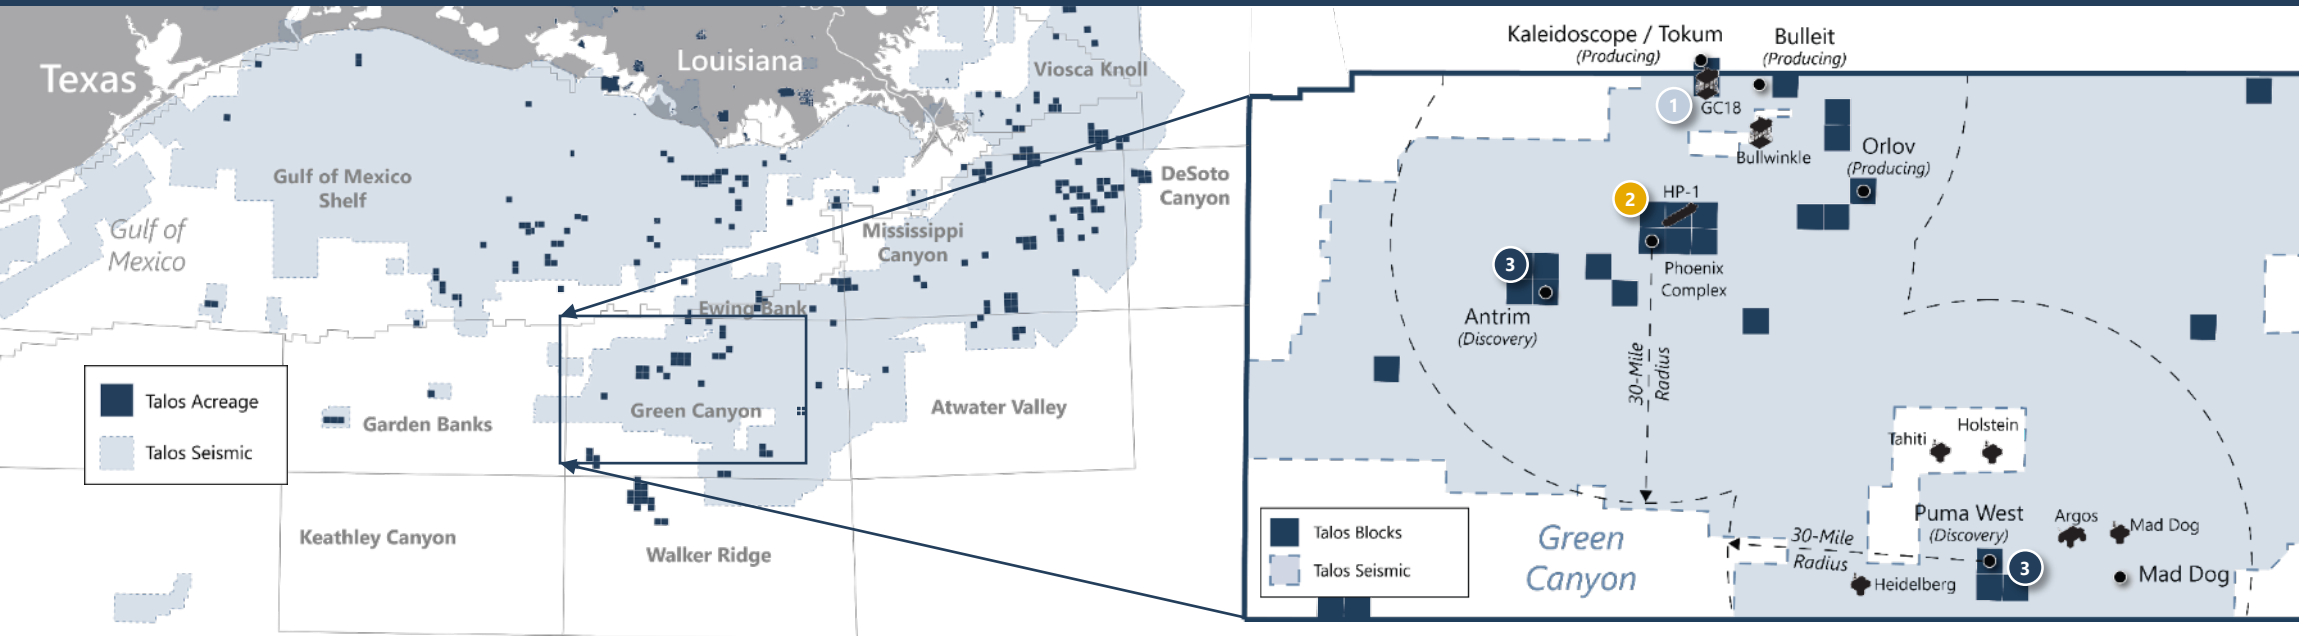 Texas
Louisiana
Viosca Knoll
Gulf of Mexico
Shelf
DeSoto
Canyon
Gulf of
Mexico
Mississippi
Canyon
Ewing Bank
Talos Acreage
Talos Seismic
Garden Banks
Green Canyon
Atwater Valley
Keathley Canyon
Walker Ridge
Kaleidoscope / Tokum
(Producing)
Bulleit
(Producing)
1
GC18
Bullwinkle
Orlov
(Producing)
2
HP-1
3
Phoenix
Complex
Antrim
(Discovery)
30-Mile
Radius
Tahiti
Holstein
Talos Blocks
Talos Seismic
Green
Canyon
Puma West
(Discovery)
Argos
Mad Dog
30-Mile
Radius
3
Heidelberg
Mad Dog